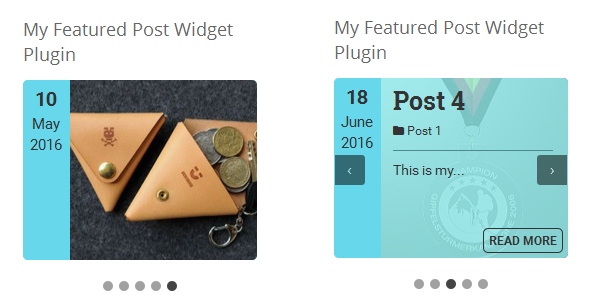 My Featured Post Widget
Plugin
10
May
2016
My Featured Post Widget
Plugin
18
June
2016
Post 4
Post 1
This is my...
‹
›
READ MORE